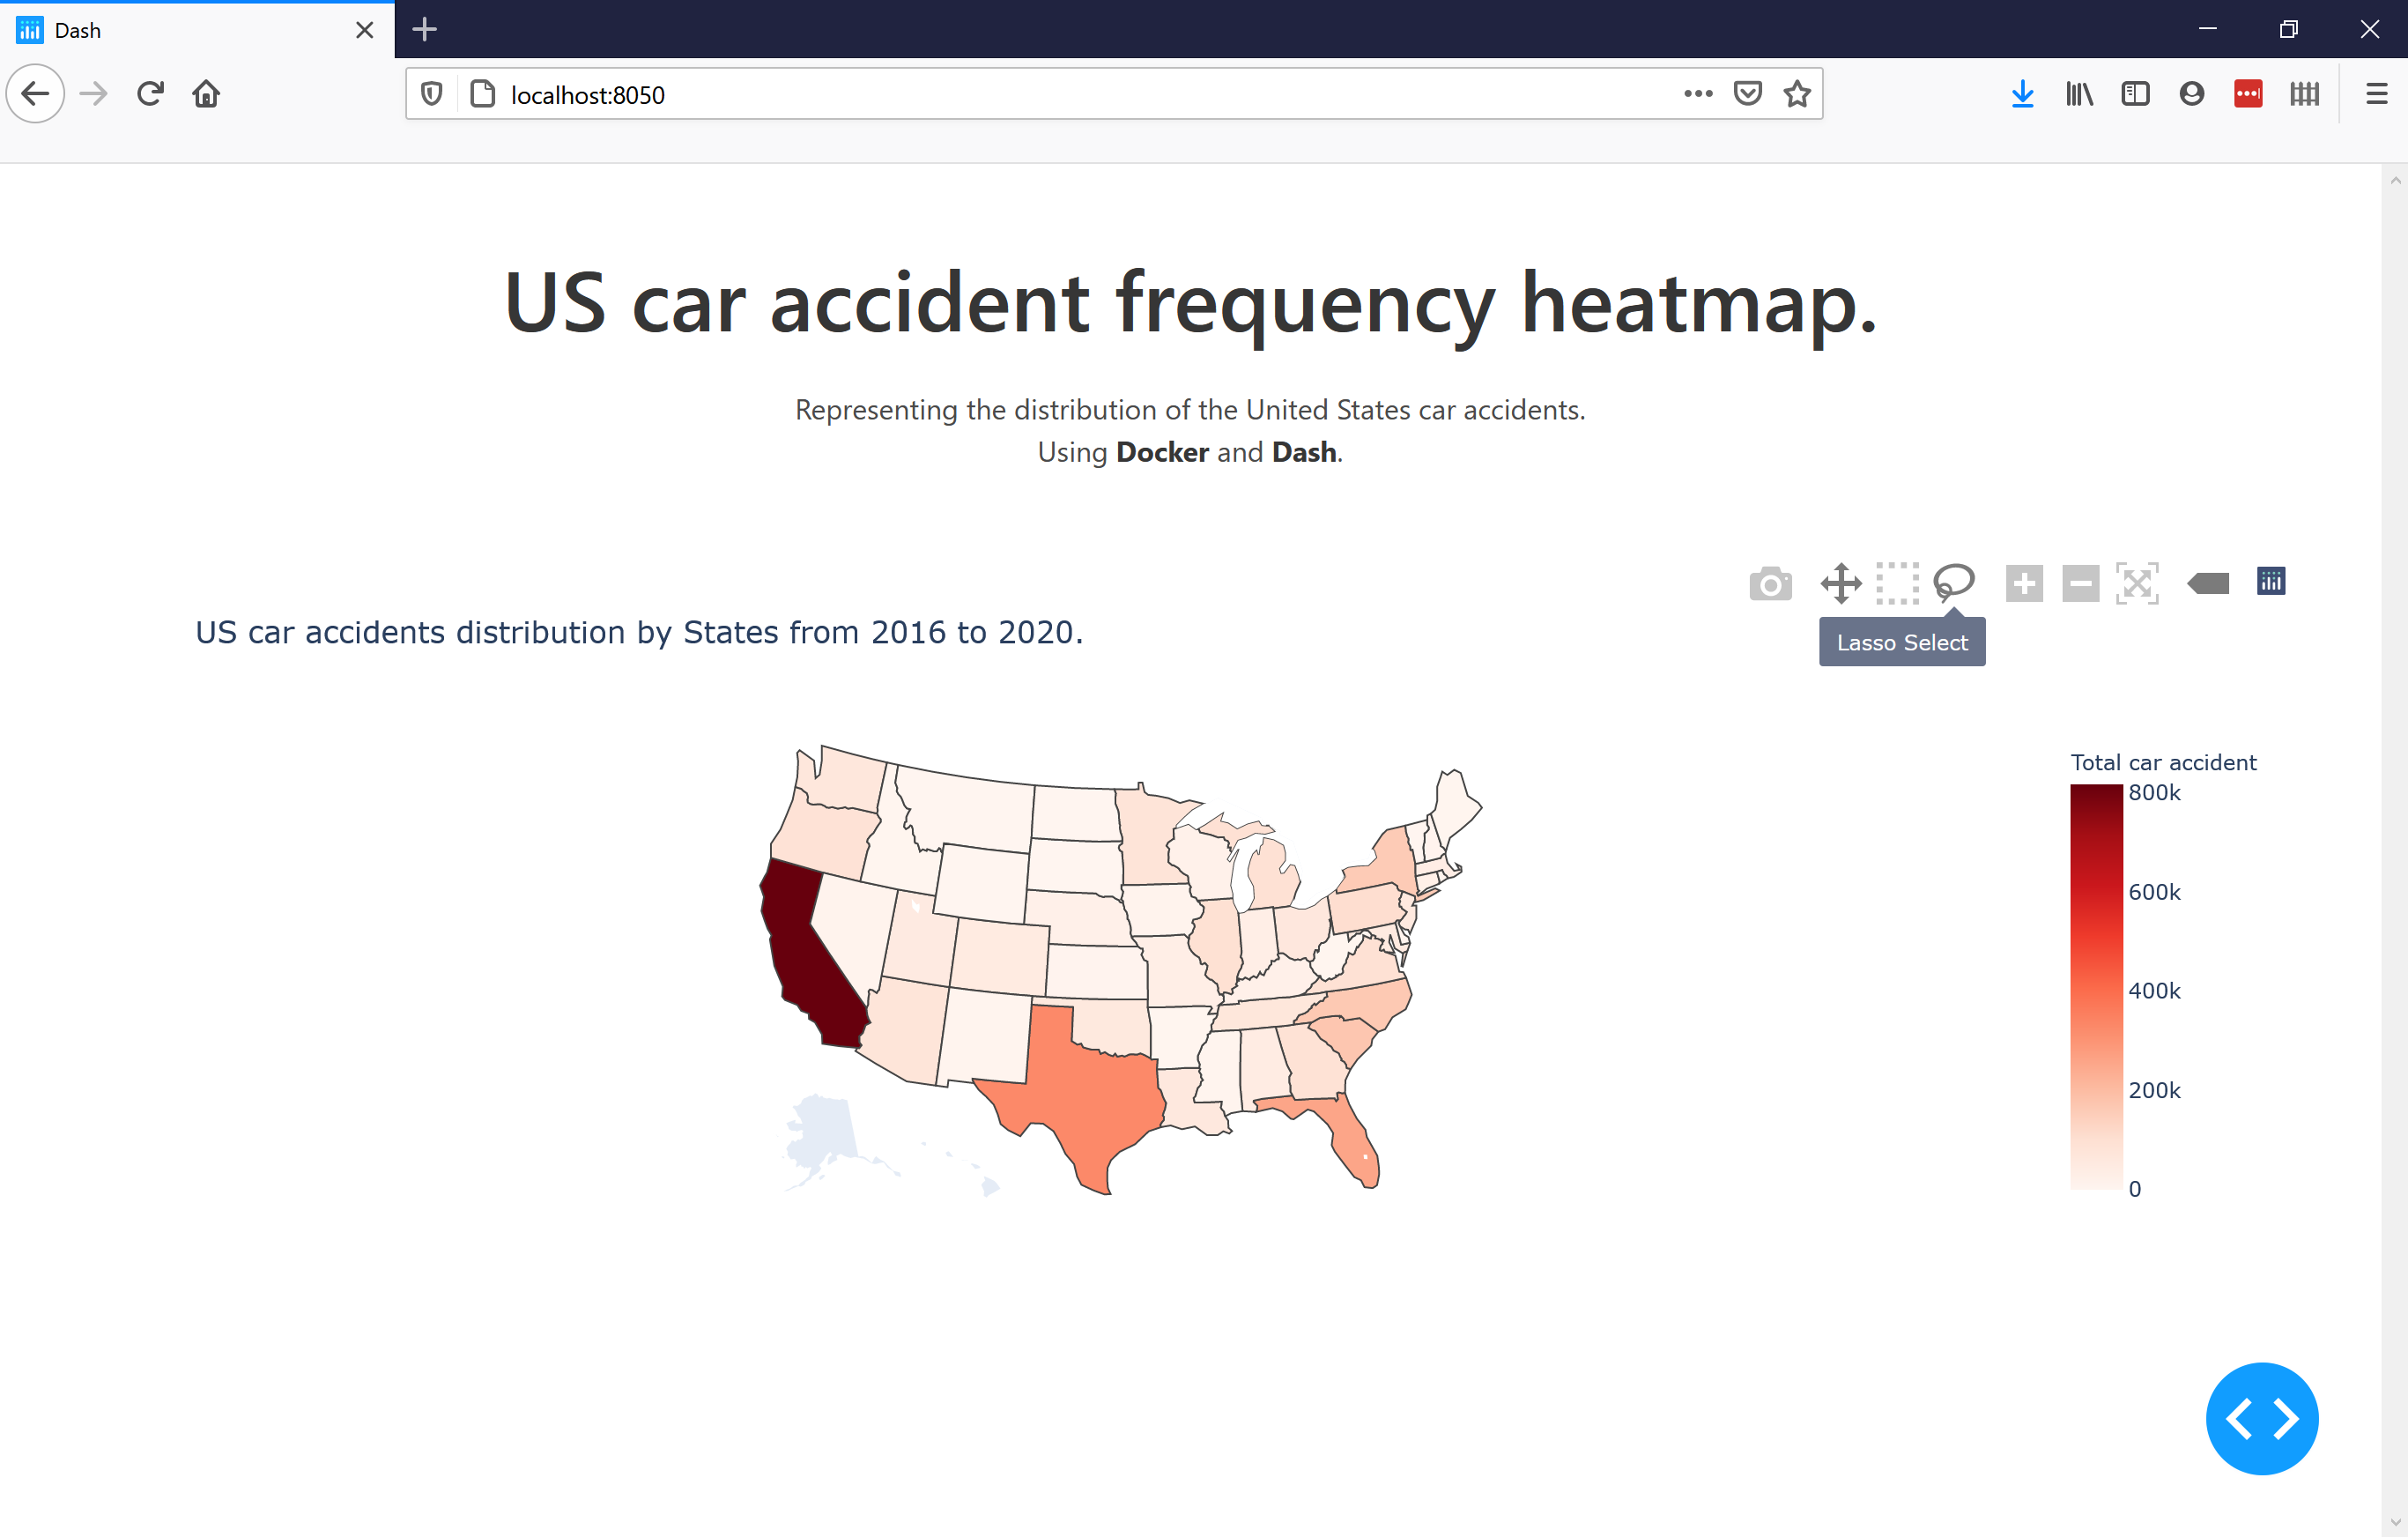 Dash
localhost:8050
US car accident frequency heatmap.
Representing the distribution of the United States car accidents.
Using Docker and Dash.
US car accidents distribution by States from 2016 to 2020.
Lasso Select
Total car accident
800k
600k
400k
200k
0